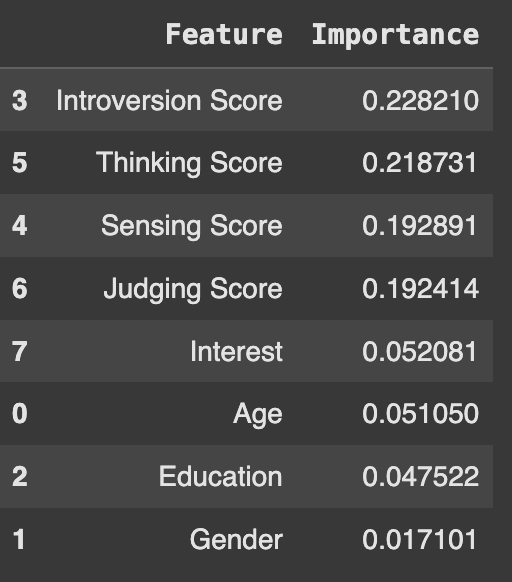 Feature Importance
3 Introversion Score 0.228210
5 Thinking Score 0.218731
4 Sensing Score 0.192891
6 Judging Score 0.192414
7 Interest 0.052081
0 Age 0.051050
2 Education 0.047522
1 Gender 0.017101